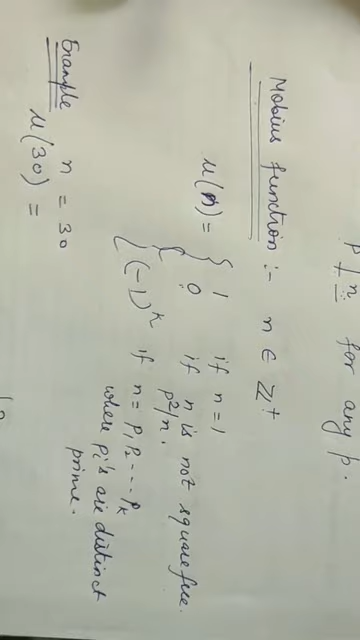 p² ∤ n for any p.
Mobius function :- n ∈ Z⁺
μ(n) = { 1 if n = 1
0 if n is not square free.
p²/n.
(-1)ᵏ if n = p₁p₂ --- pₖ
where pᵢ's are distinct
prime.
Example n = 30
μ(30) =